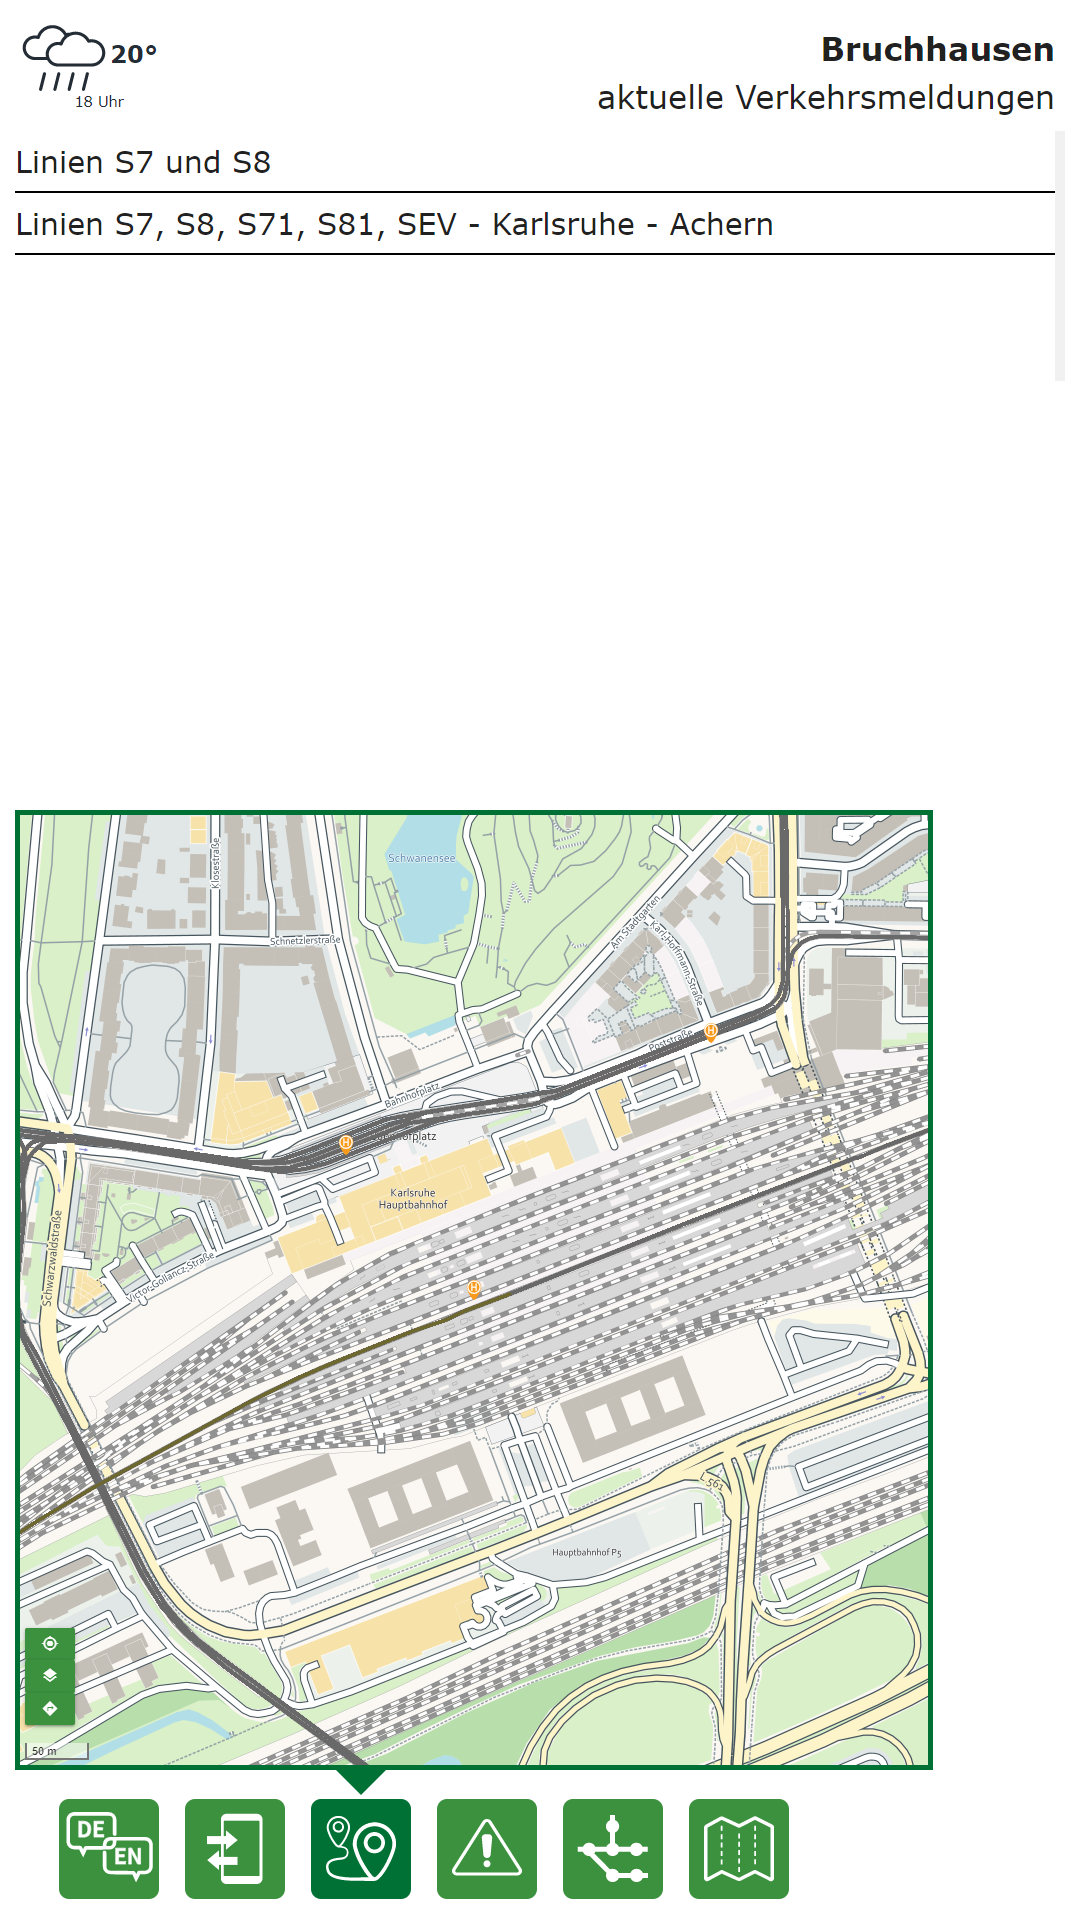 20°
18 Uhr
Bruchhausen
aktuelle Verkehrsmeldungen
Linien S7 und S8
Linien S7, S8, S71, S81, SEV - Karlsruhe - Achern
Klosestraße
Schwanensee
Schnetzlerstraße
Am Stadtgarten
Karl-Hoffmann-Straße
Poststraße
H
Bahnhofplatz
H
Karlsruhe
Hauptbahnhof
Schwarzwaldstraße
Victor-Gollancz-Straße
H
L 561
Hauptbahnhof P5
50 m
DE
EN